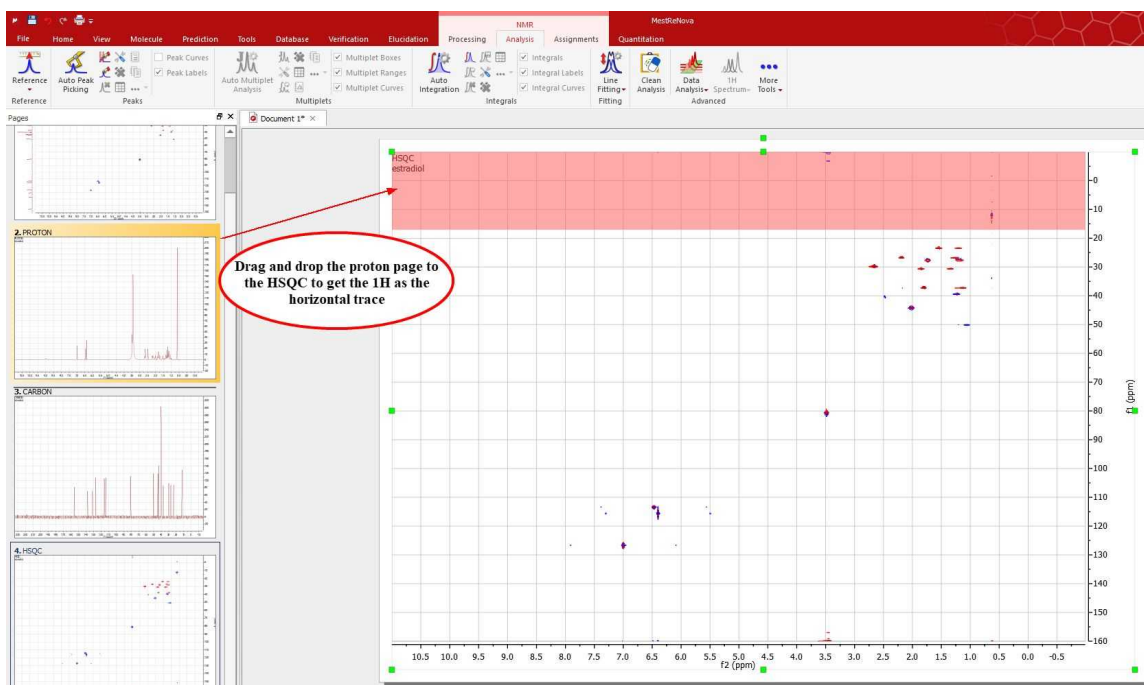 NMR
MestReNova
File Home View Molecule Prediction Tools Database Verification Elucidation Processing Analysis Assignments Quantitation
Reference
Auto Peak
Picking
Peak Curves
Peak Labels
Auto Multiplet
Analysis
Multiplet Boxes
Multiplet Ranges
Multiplet Curves
Auto
Integration
Integrals
Integral Labels
Integral Curves
Line
Fitting
Clean
Analysis
Data
Analysis
1H
Spectrum
More
Tools
Reference Peaks Multiplets Integrals Fitting Advanced
Pages
Document 1*
2. PROTON
3. CARBON
4. HSQC
HSQC
estradiol
Drag and drop the proton page to
the HSQC to get the 1H as the
horizontal trace
-0
-10
-20
-30
-40
-50
-60
-70
-80
-90
-100
-110
-120
-130
-140
-150
-160
f1 (ppm)
10.5 10.0 9.5 9.0 8.5 8.0 7.5 7.0 6.5 6.0 5.5 5.0 4.5 4.0 3.5 3.0 2.5 2.0 1.5 1.0 0.5 0.0 -0.5
f2 (ppm)